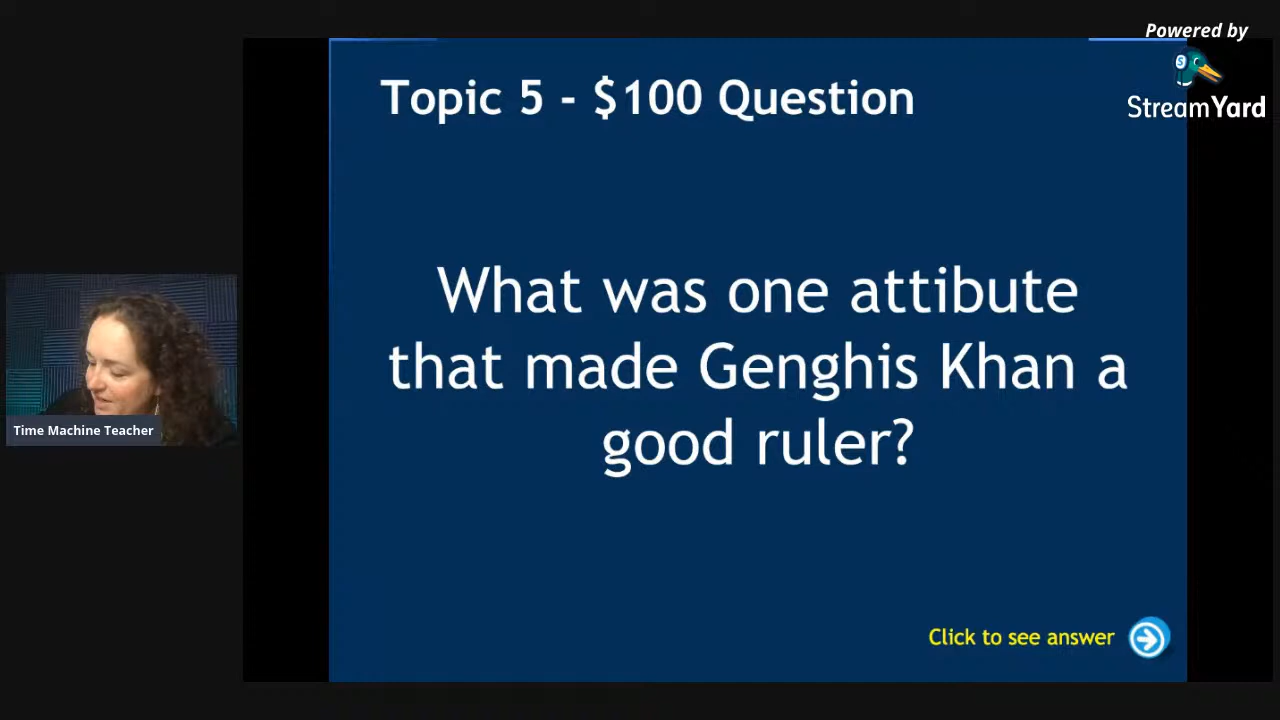 Powered by
StreamYard
Topic 5 - $100 Question
What was one attibute
that made Genghis Khan a
good ruler?
Time Machine Teacher
Click to see answer